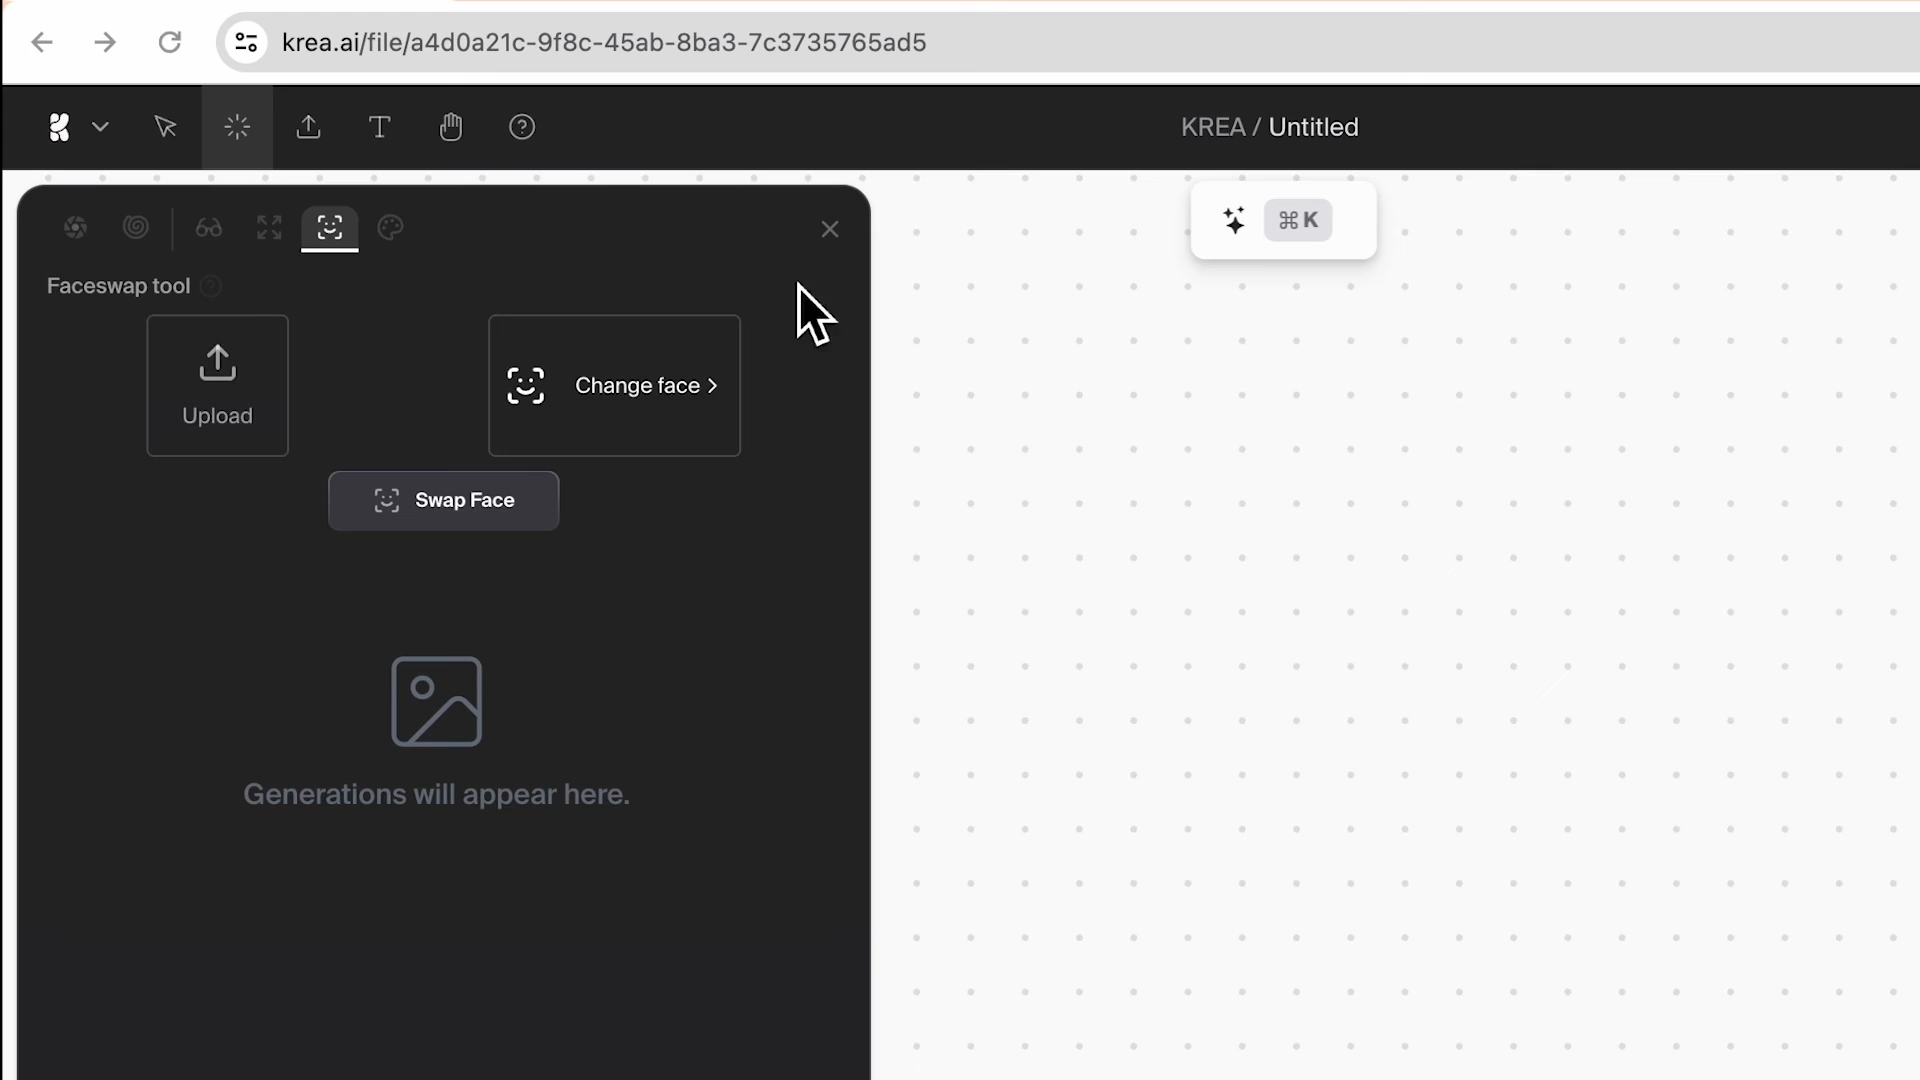 krea.ai/file/a4d0a21c-9f8c-45ab-8ba3-7c3735765ad5
KREA / Untitled
⌘ K
Faceswap tool
Upload
Change face >
Swap Face
Generations will appear here.